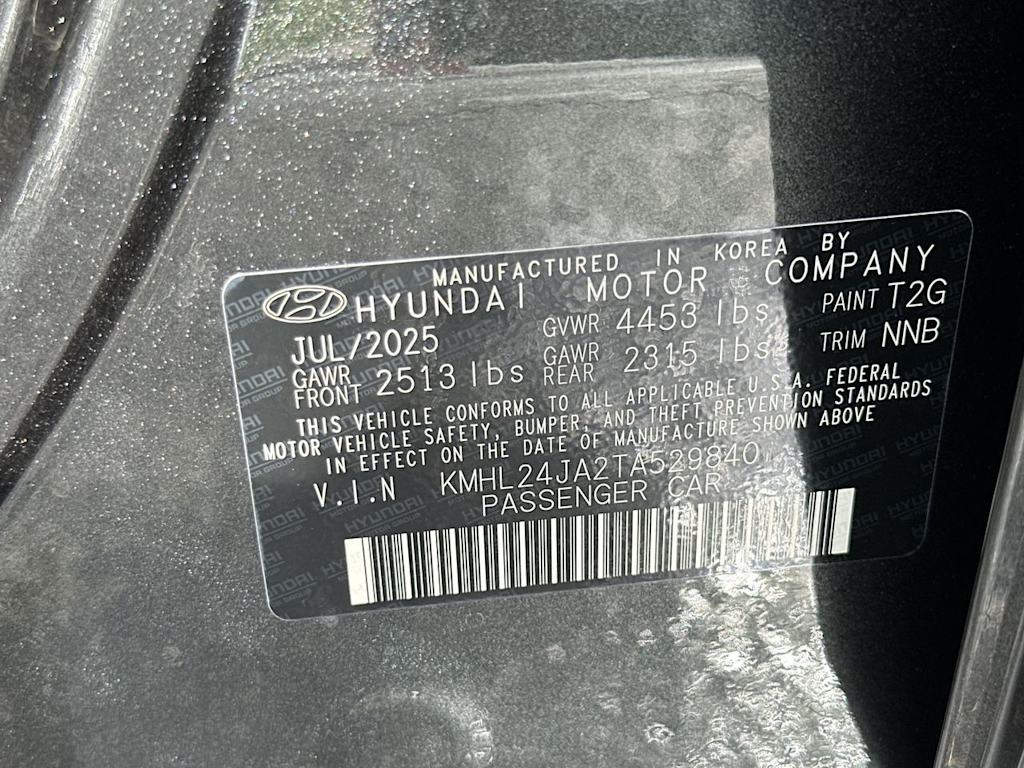 MANUFACTURED IN KOREA BY
HYUNDAI MOTOR COMPANY
JUL/2025 GVWR 4453 lbs PAINT T2G
GAWR FRONT 2513 lbs GAWR REAR 2315 lbs TRIM NNB
THIS VEHICLE CONFORMS TO ALL APPLICABLE U.S.A. FEDERAL
MOTOR VEHICLE SAFETY, BUMPER, AND THEFT PREVENTION STANDARDS
IN EFFECT ON THE DATE OF MANUFACTURE SHOWN ABOVE
V.I.N KMHL24JA2TA529840
PASSENGER CAR